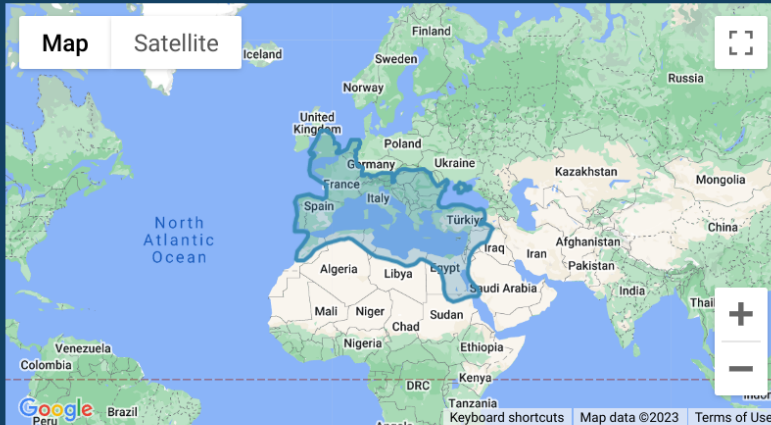 Map
Satellite
Iceland
Finland
Sweden
Norway
Russia
United
Kingdom
Poland
Germany
Ukraine
France
Kazakhstan
Mongolia
Spain
Italy
Türkiye
North
Atlantic
Ocean
China
Iraq
Iran
Afghanistan
Pakistan
Algeria
Libya
Egypt
Saudi Arabia
India
Thai
Mali
Niger
Chad
Sudan
Nigeria
Ethiopia
Venezuela
Colombia
DRC
Kenya
Tanzania
Google
Peru
Brazil
Keyboard shortcuts
Map data ©2023
Terms of Use